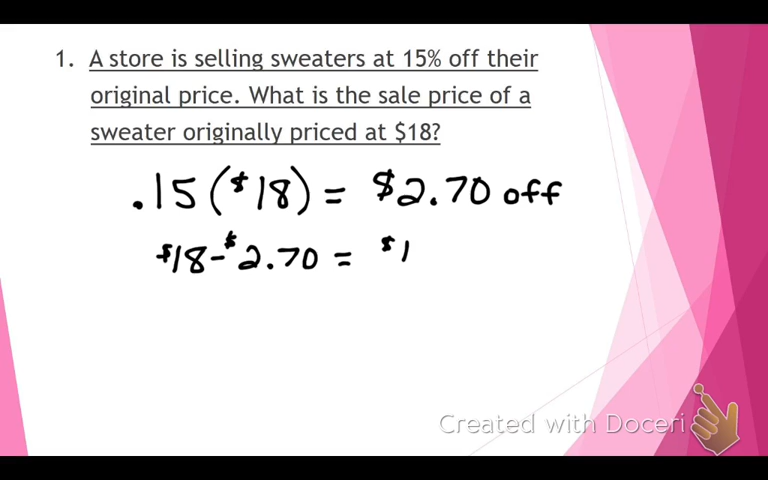 1. A store is selling sweaters at 15% off their
original price. What is the sale price of a
sweater originally priced at $18?
.15($18) = $2.70 off
$18-$2.70 = $1
Created with Doceri